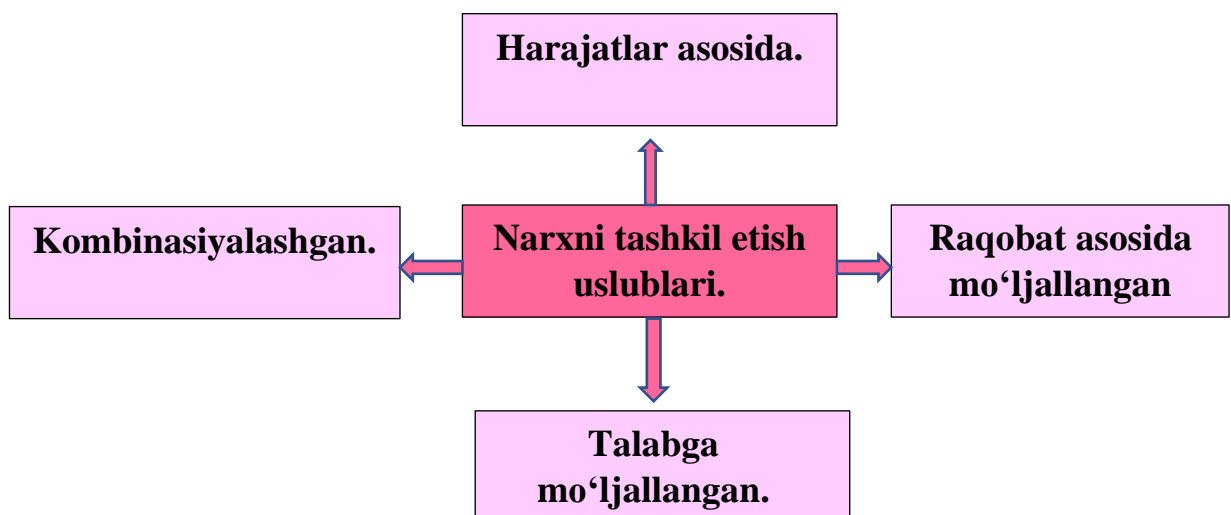 Harajatlar asosida.
Kombinasiyalashgan.
Narxni tashkil etish
uslublari.
Raqobat asosida
mo‘ljallangan
Talabga
mo‘ljallangan.